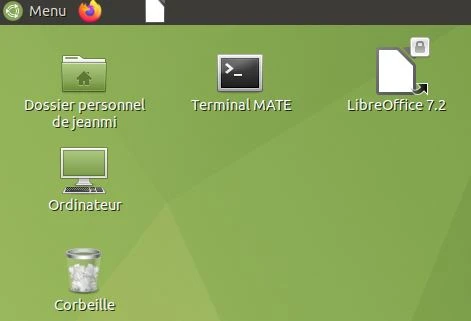 Menu
Dossier personnel
de jeanmi
Terminal MATE
LibreOffice 7.2
Ordinateur
Corbeille